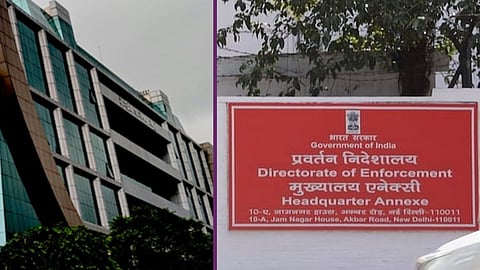 भारत सरकार
Government of India
प्रवर्तन निदेशालय
Directorate of Enforcement
मुख्यालय एनेक्सी
Headquarter Annexe
10-ए, जामनगर हाउस, अकबर रोड, नई दिल्ली-110011
10-A, Jam Nagar House, Akbar Road, New Delhi-110011